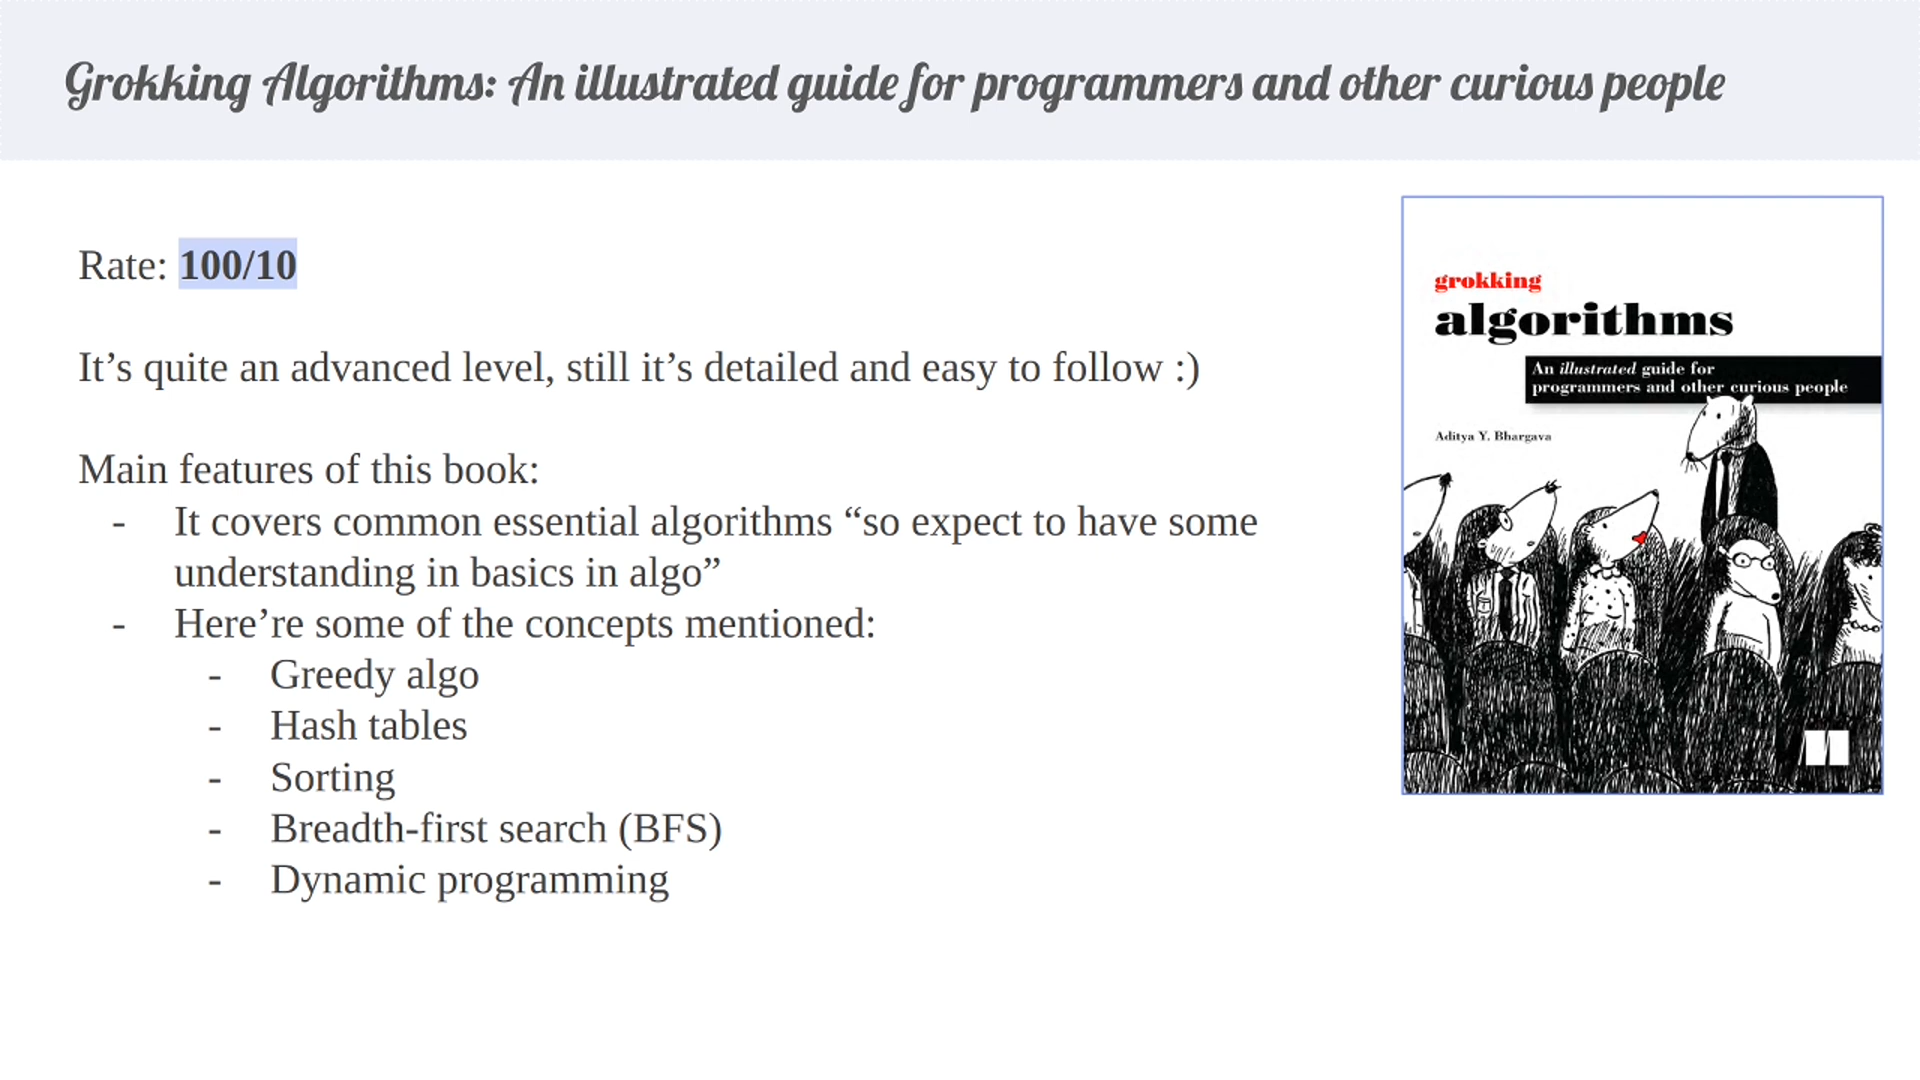 Grokking Algorithms: An illustrated guide for programmers and other curious people
Rate: 100/10
It’s quite an advanced level, still it’s detailed and easy to follow :)
Main features of this book:
- It covers common essential algorithms “so expect to have some
understanding in basics in algo”
- Here’re some of the concepts mentioned:
- Greedy algo
- Hash tables
- Sorting
- Breadth-first search (BFS)
- Dynamic programming
grokking
algorithms
An illustrated guide for
programmers and other curious people
Aditya Y. Bhargava